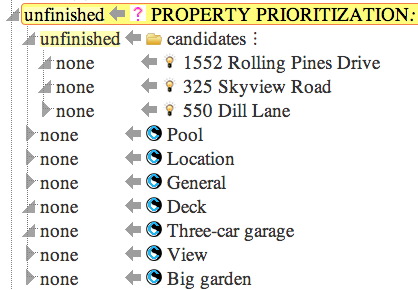 unfinished ? PROPERTY PRIORITIZATION:
unfinished candidates
none 1552 Rolling Pines Drive
none 325 Skyview Road
none 550 Dill Lane
none Pool
none Location
none General
none Deck
none Three-car garage
none View
none Big garden